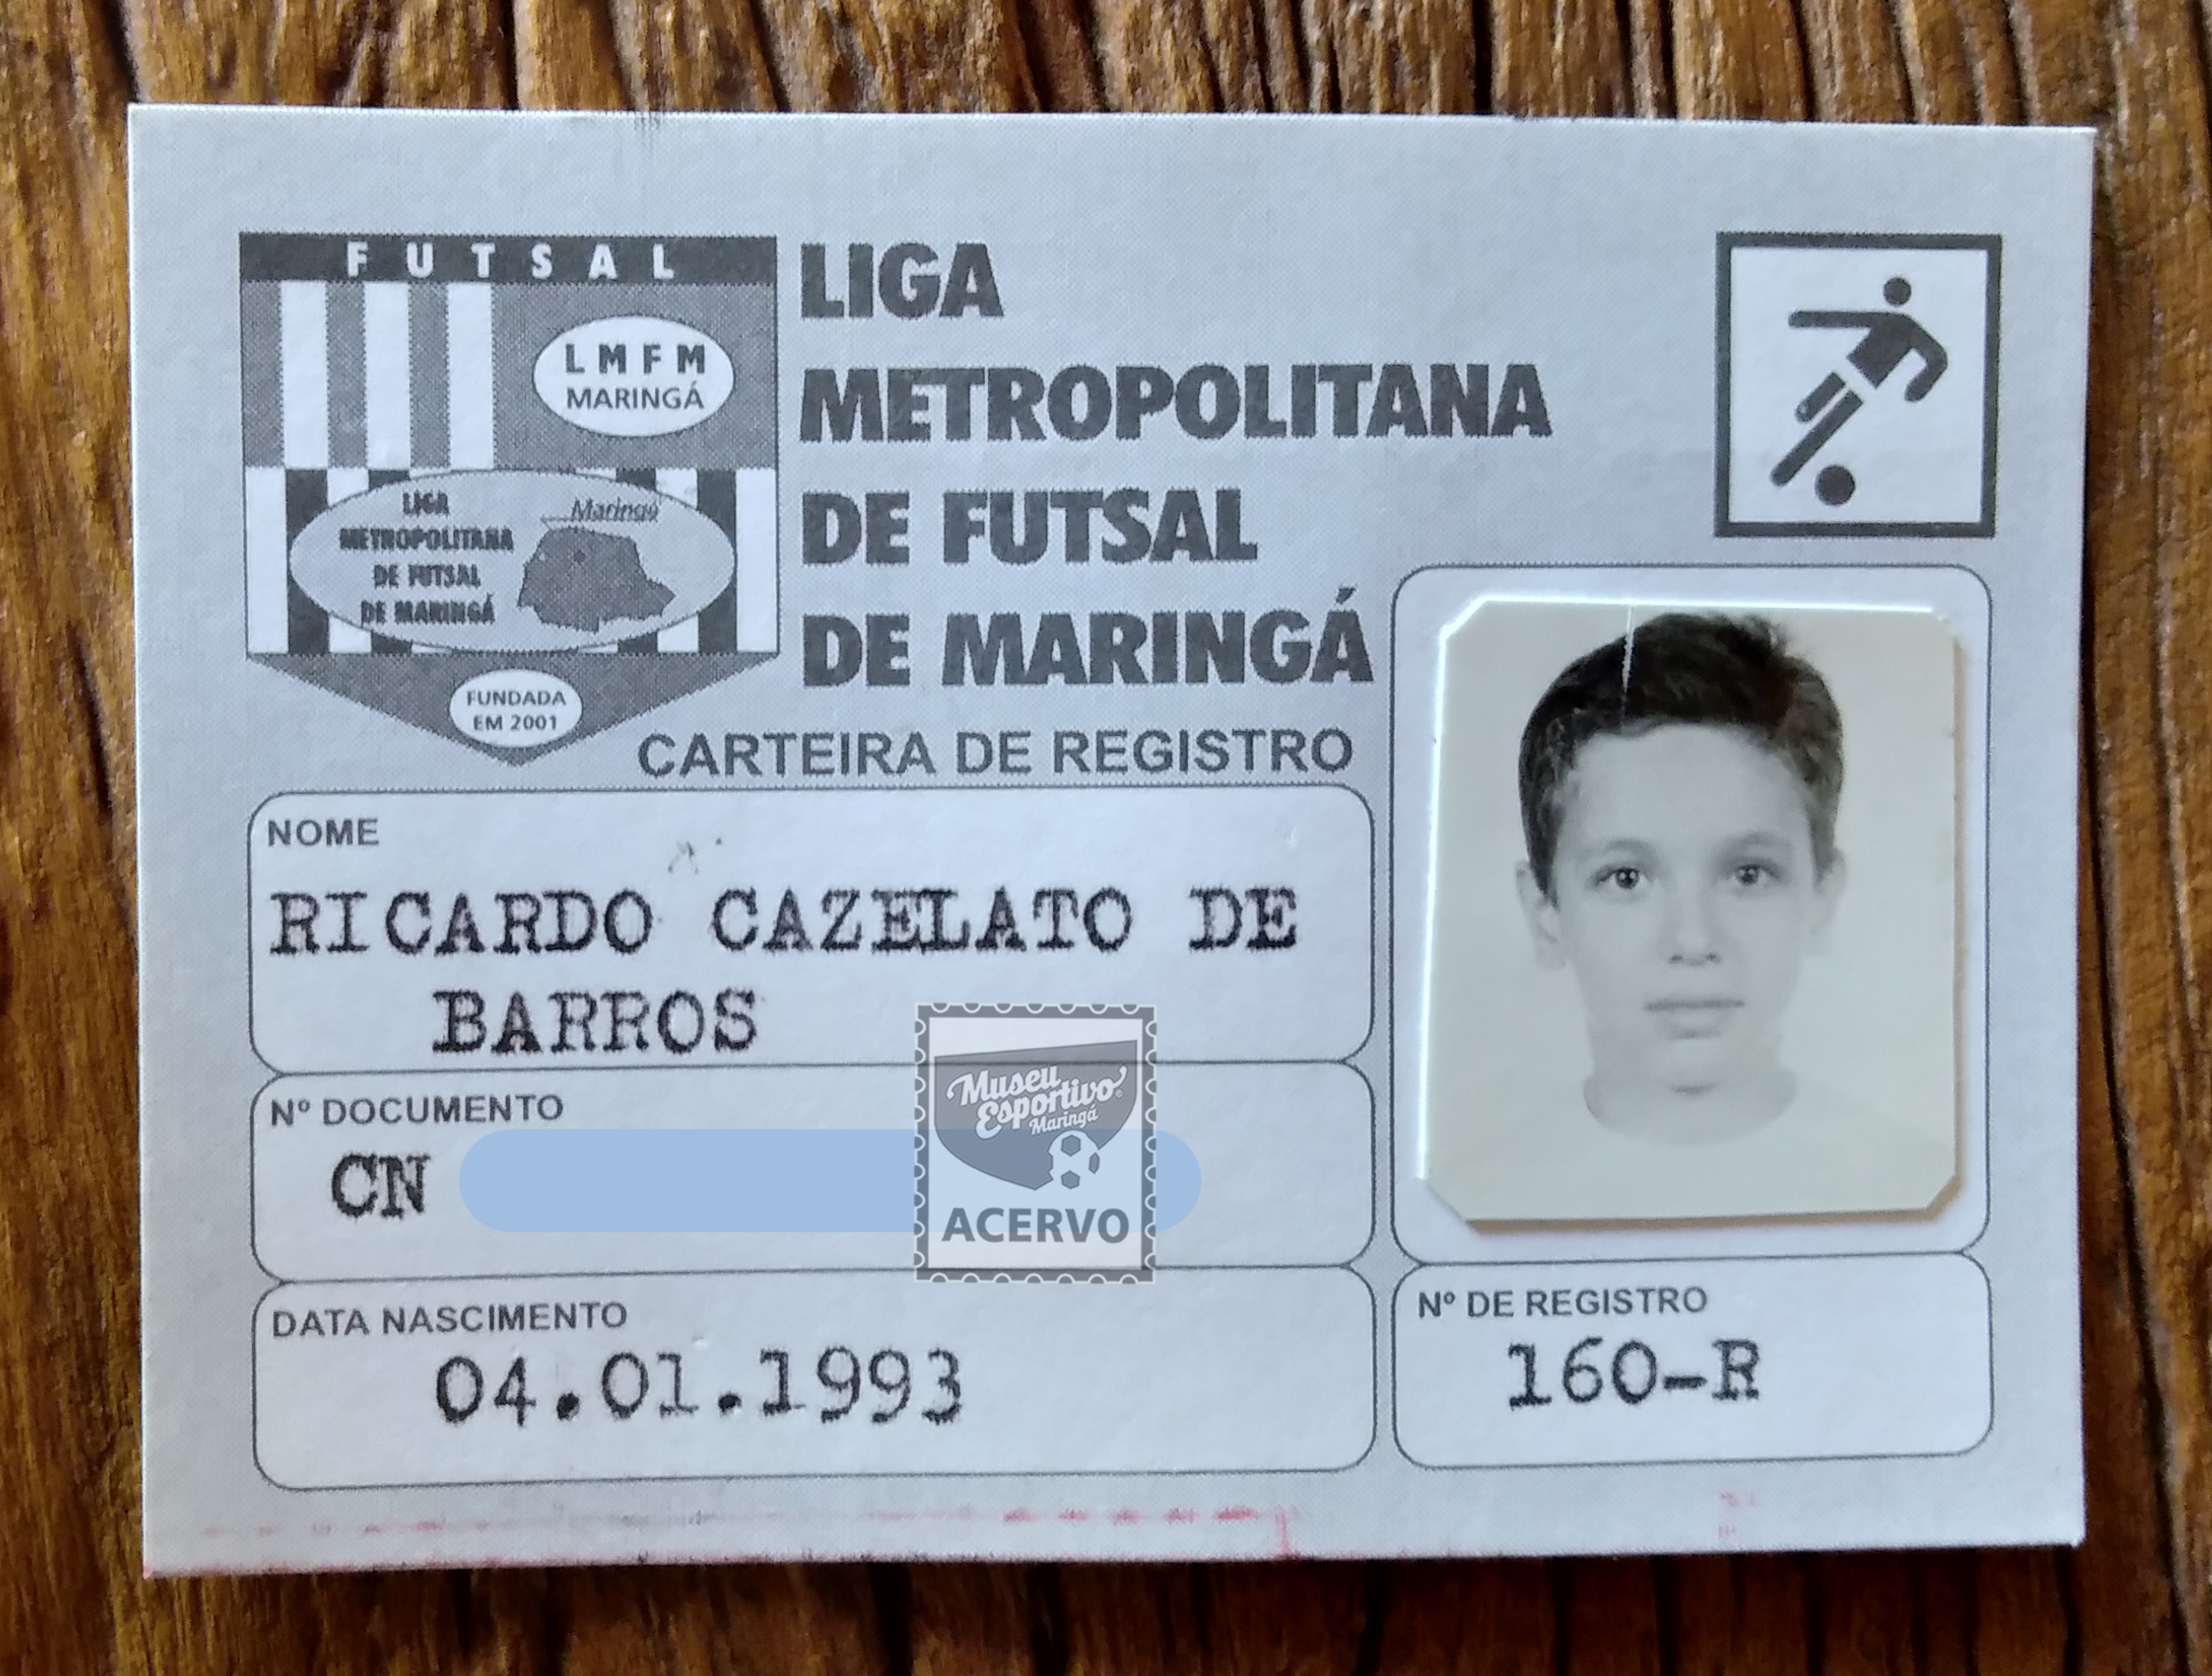 FUTSAL
LMFM
MARINGÁ
LIGA
METROPOLITANA
DE FUTSAL
DE MARINGÁ
Maringá
FUNDADA
EM 2001
LIGA
METROPOLITANA
DE FUTSAL
DE MARINGÁ
CARTEIRA DE REGISTRO
NOME
RICARDO CAZELATO DE
BARROS
Nº DOCUMENTO
CN
Museu
Esportivo
Maringá
ACERVO
DATA NASCIMENTO
04.01.1993
Nº DE REGISTRO
160-R